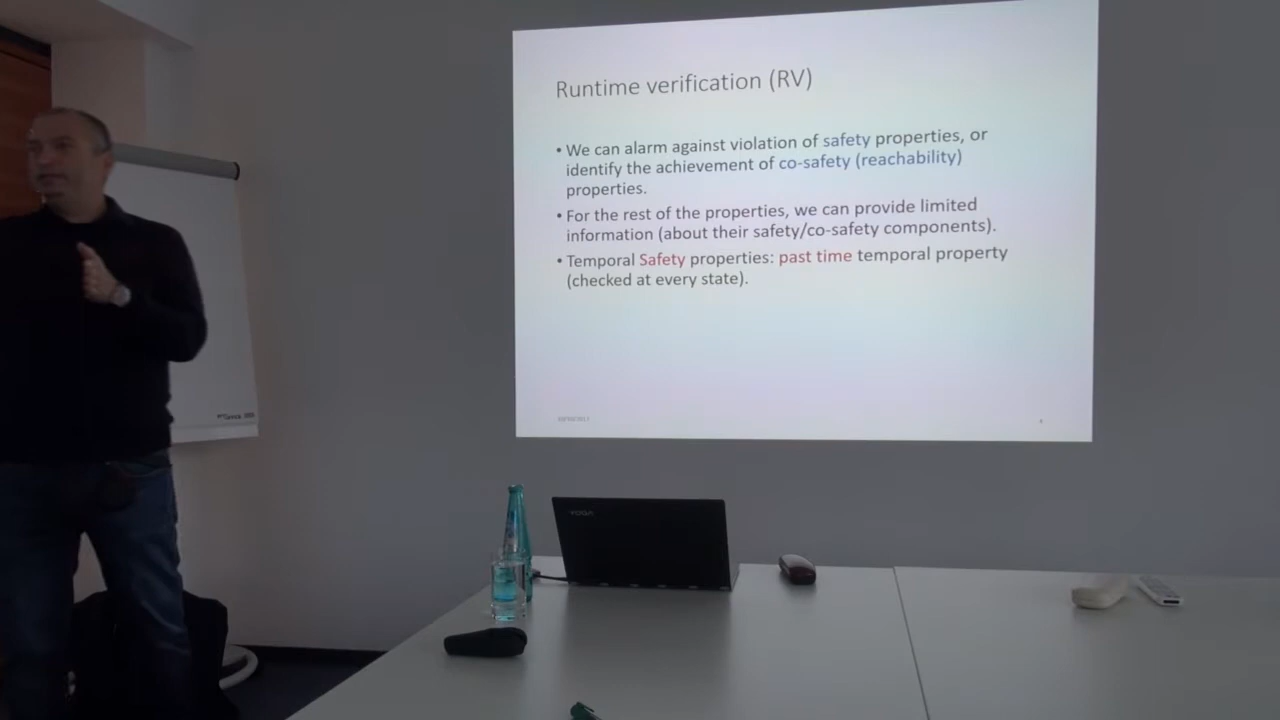 Runtime verification (RV)
• We can alarm against violation of safety properties, or
identify the achievement of co-safety (reachability)
properties.
• For the rest of the properties, we can provide limited
information (about their safety/co-safety components).
• Temporal Safety properties: past time temporal property
(checked at every state).
YOGA